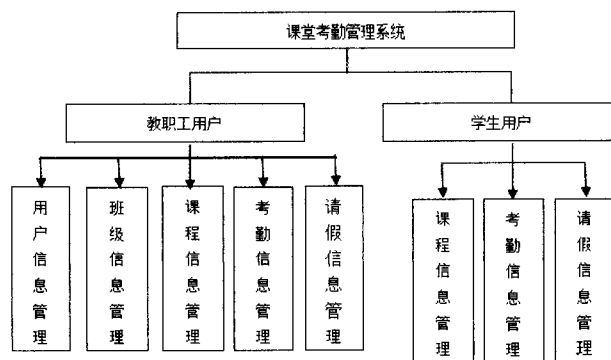 课堂考勤管理系统
教职工用户
学生用户
用户信息管理
班级信息管理
课程信息管理
考勤信息管理
请假信息管理
课程信息管理
考勤信息管理
请假信息管理